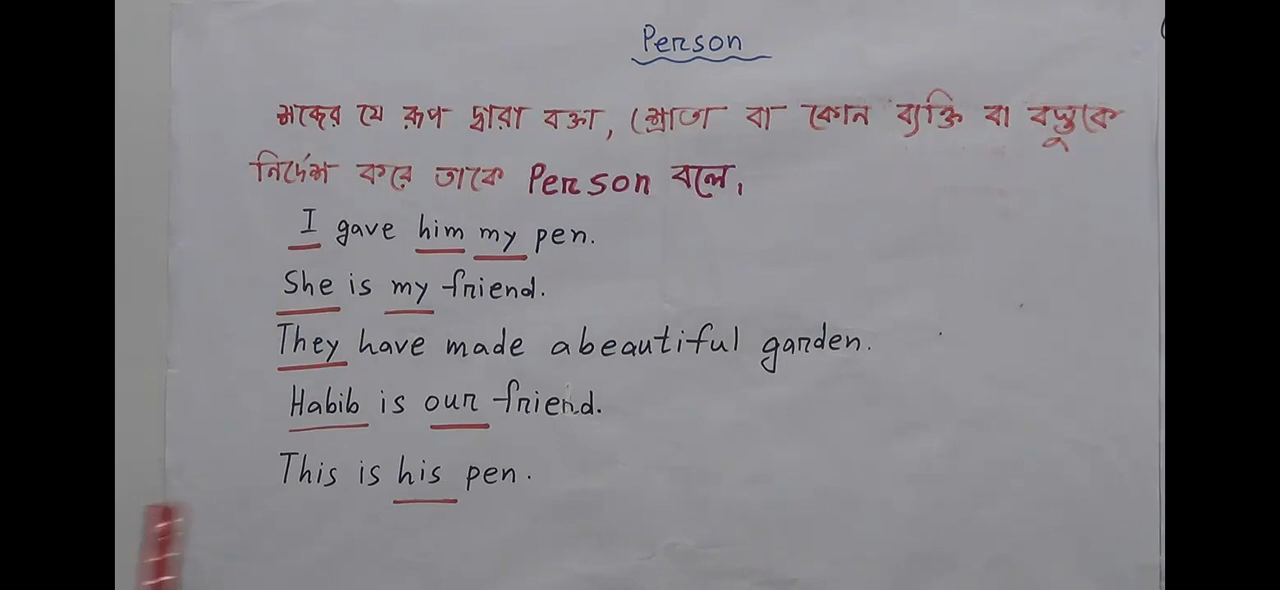 Person
শব্দের যে রূপ দ্বারা বক্তা, শ্রোতা বা কোন ব্যক্তি বা বস্তুকে
নির্দেশ করে তাকে Person বলে,
I gave him my pen.
She is my friend.
They have made abeautiful garden.
Habib is our friend.
This is his pen.